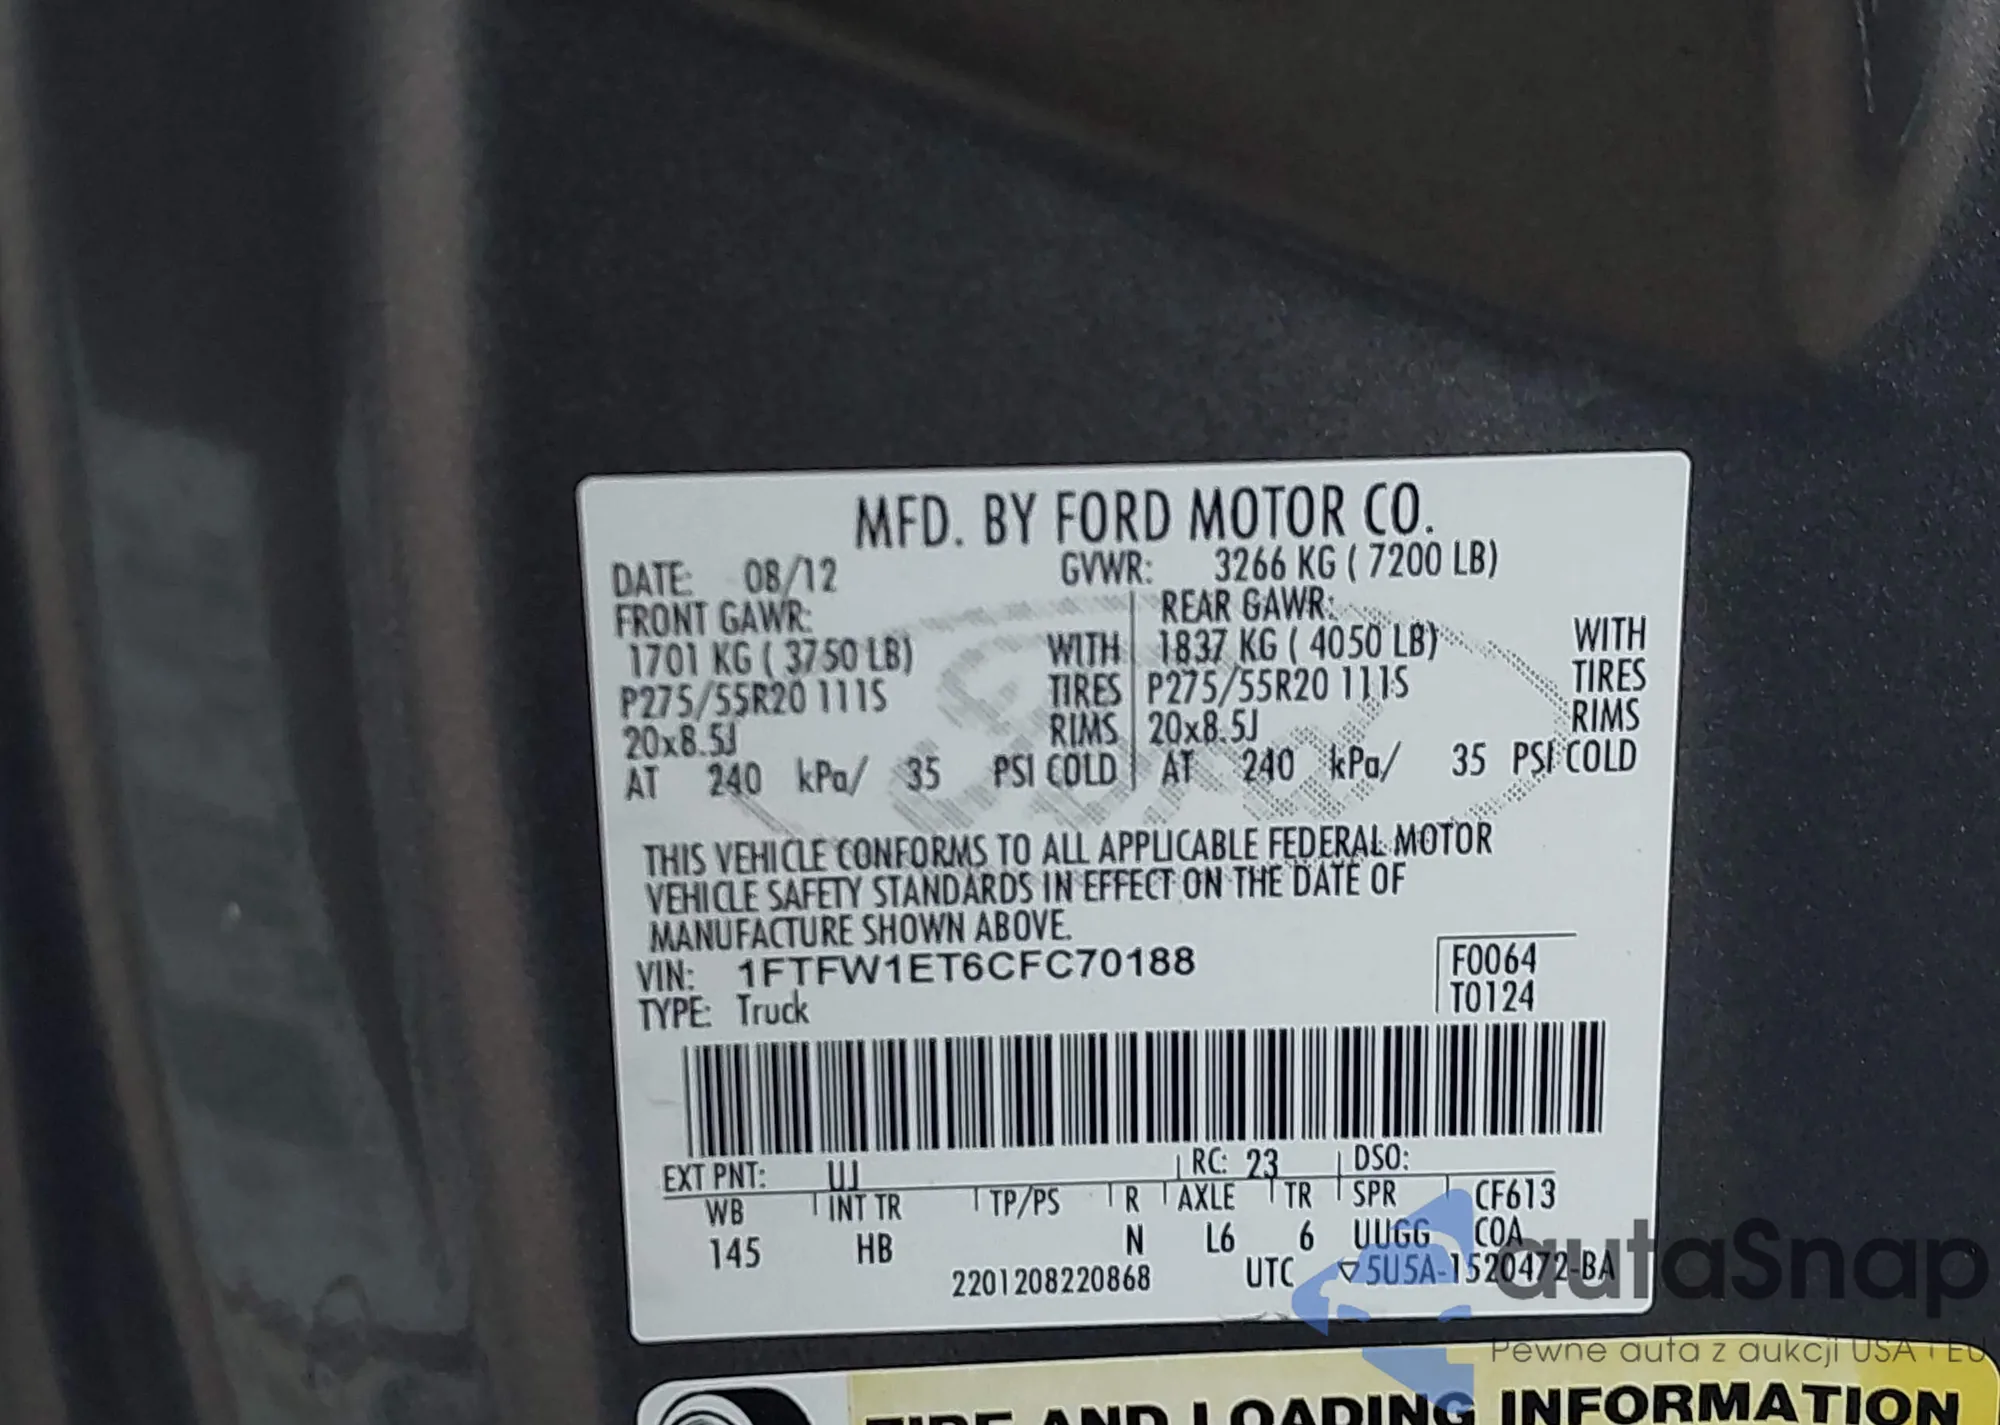 MFD. BY FORD MOTOR CO.
DATE: 08/12 GVWR: 3266 KG ( 7200 LB)
FRONT GAWR: REAR GAWR:
1701 KG ( 3750 LB) WITH 1837 KG ( 4050 LB) WITH
P275/55R20 111S TIRES P275/55R20 111S TIRES
20x8.5J RIMS 20x8.5J RIMS
AT 240 kPa/ 35 PSI COLD AT 240 kPa/ 35 PSI COLD
THIS VEHICLE CONFORMS TO ALL APPLICABLE FEDERAL MOTOR
VEHICLE SAFETY STANDARDS IN EFFECT ON THE DATE OF
MANUFACTURE SHOWN ABOVE.
VIN: 1FTFW1ET6CFC70188 F0064
TYPE: Truck T0124
EXT PNT: UJ RC: 23 DSO:
WB INT TR TP/PS R AXLE TR SPR CF613
145 HB N L6 6 UUGG COA
2201208220868 UTC ▽5U5A-1520472-BA
autaSnap
Pewne auta z aukcji USA i EU
TIRE AND LOADING INFORMATION